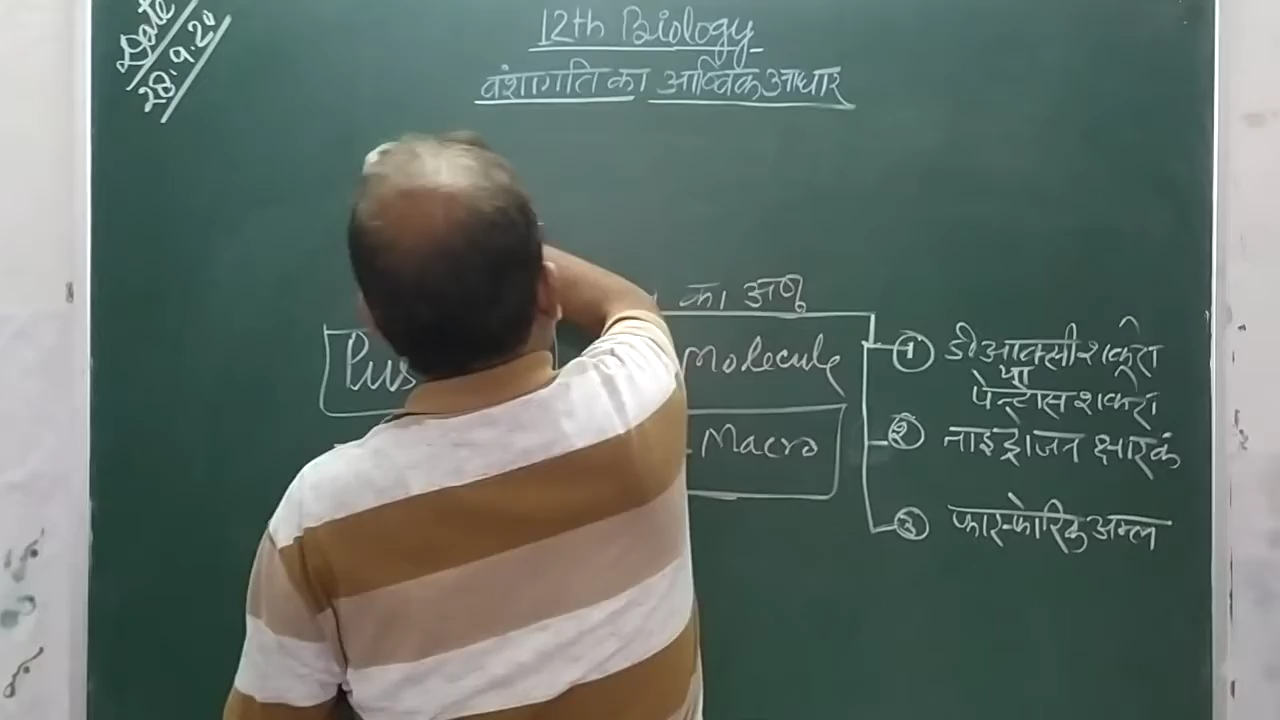 Date
28.9.20
12th Biology
वंशागति का आण्विक आधार
का अणु
Molecule
Macro
1 डीआक्सी शर्करा
या
पेन्टोस शर्करा
2 नाइट्रोजन क्षारकं
3 फास्फोरिक अम्ल